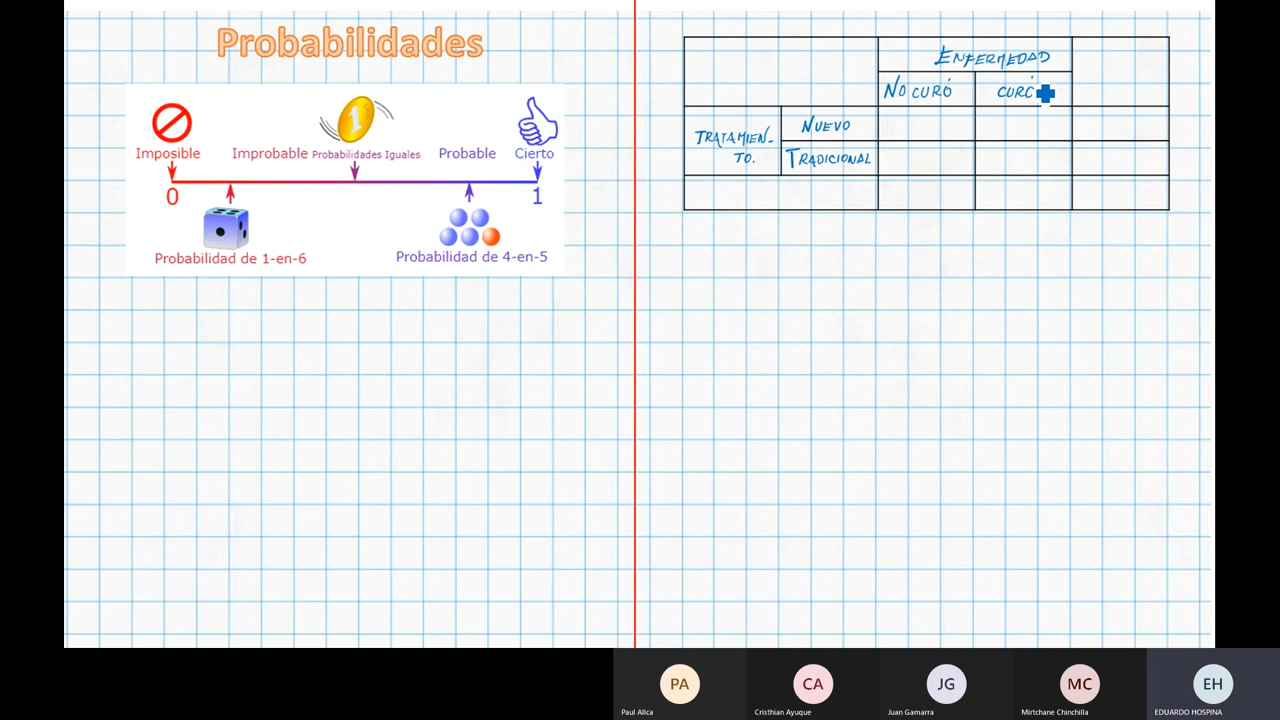 Probabilidades
Imposible
Improbable
Probabilidades Iguales
Probable
Cierto
0
1
1
Probabilidad de 1-en-6
Probabilidad de 4-en-5
ENFERMEDAD
NO CURÓ
CURÓ
TRATAMIEN-
TO.
NUEVO
TRADICIONAL
PA
CA
JG
MC
EH
Paul Allca
Cristhian Ayuque
Juan Gamarra
Mirtchane Chinchilla
EDUARDO HOSPINA